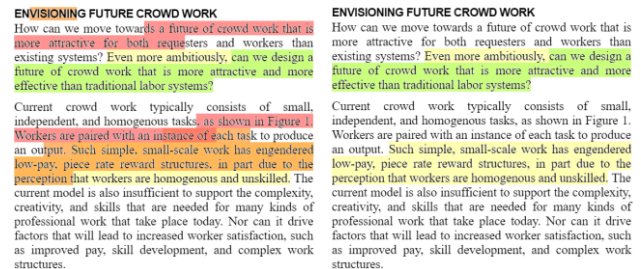 ENVISIONING FUTURE CROWD WORK
How can we move towards a future of crowd work that is
more attractive for both requesters and workers than
existing systems? Even more ambitiously, can we design a
future of crowd work that is more attractive and more
effective than traditional labor systems?
Current crowd work typically consists of small,
independent, and homogenous tasks, as shown in Figure 1.
Workers are paired with an instance of each task to produce
an output. Such simple, small-scale work has engendered
low-pay, piece rate reward structures, in part due to the
perception that workers are homogenous and unskilled. The
current model is also insufficient to support the complexity,
creativity, and skills that are needed for many kinds of
professional work that take place today. Nor can it drive
factors that will lead to increased worker satisfaction, such
as improved pay, skill development, and complex work
structures.
ENVISIONING FUTURE CROWD WORK
How can we move towards a future of crowd work that is
more attractive for both requesters and workers than
existing systems? Even more ambitiously, can we design a
future of crowd work that is more attractive and more
effective than traditional labor systems?
Current crowd work typically consists of small,
independent, and homogenous tasks, as shown in Figure 1.
Workers are paired with an instance of each task to produce
an output. Such simple, small-scale work has engendered
low-pay, piece rate reward structures, in part due to the
perception that workers are homogenous and unskilled. The
current model is also insufficient to support the complexity,
creativity, and skills that are needed for many kinds of
professional work that take place today. Nor can it drive
factors that will lead to increased worker satisfaction, such
as improved pay, skill development, and complex work
structures.